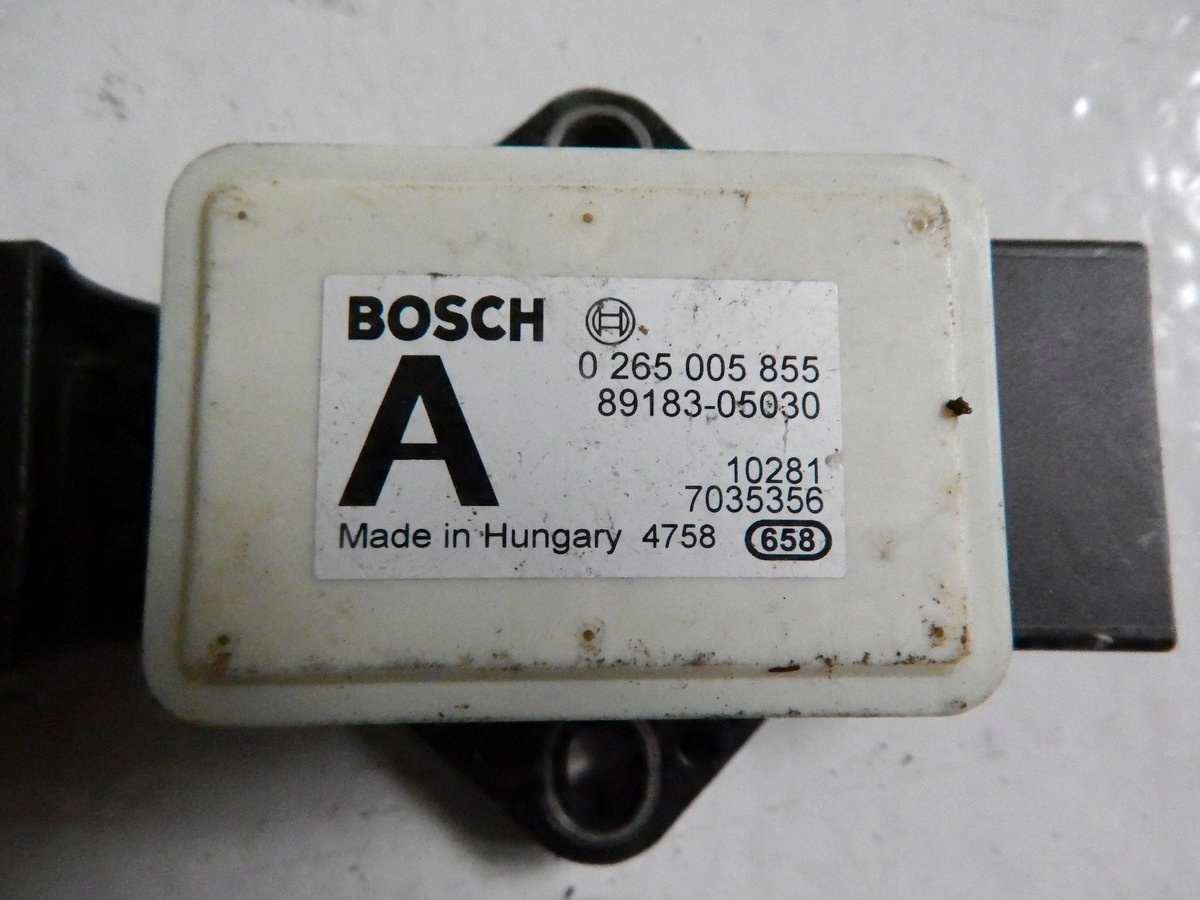 BOSCH
0 265 005 855
A
89183-05030
10281
7035356
Made in Hungary 4758 658